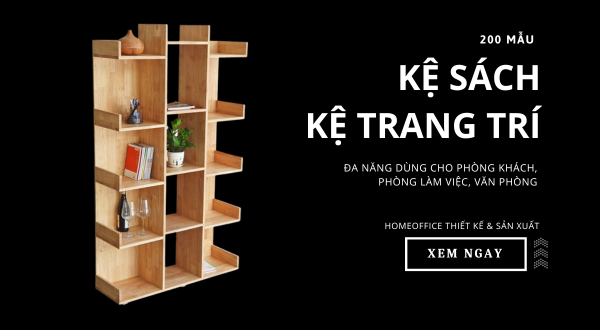 200 MẪU
KỆ SÁCH
KỆ TRANG TRÍ
ĐA NĂNG DÙNG CHO PHÒNG KHÁCH,
PHÒNG LÀM VIỆC, VĂN PHÒNG
HOMEOFFICE THIẾT KẾ & SẢN XUẤT
XEM NGAY